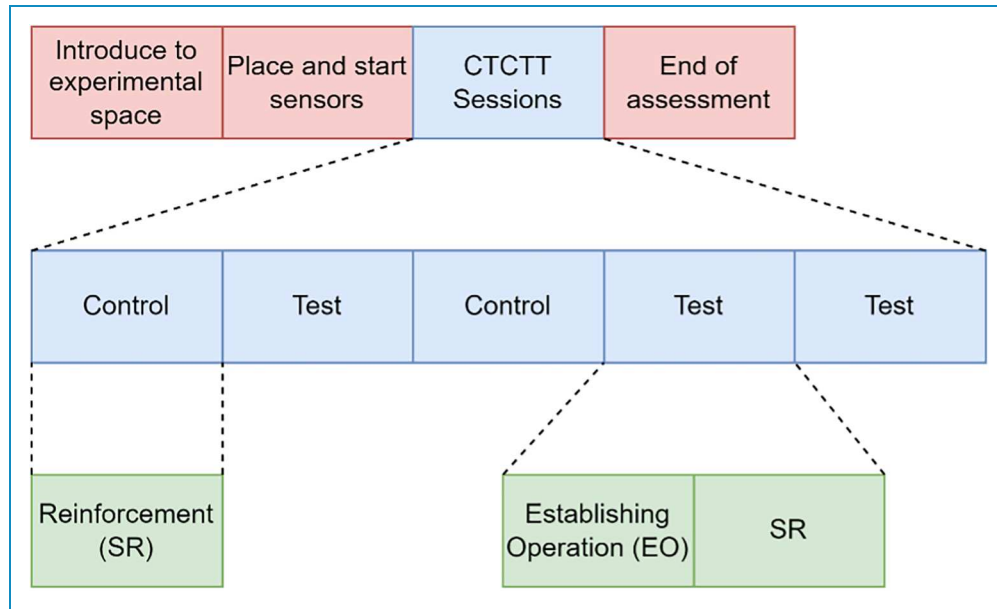 Introduce to
experimental
space
Place and start
sensors
CTCTT
Sessions
End of
assessment
Control
Test
Control
Test
Test
Reinforcement
(SR)
Establishing
Operation (EO)
SR